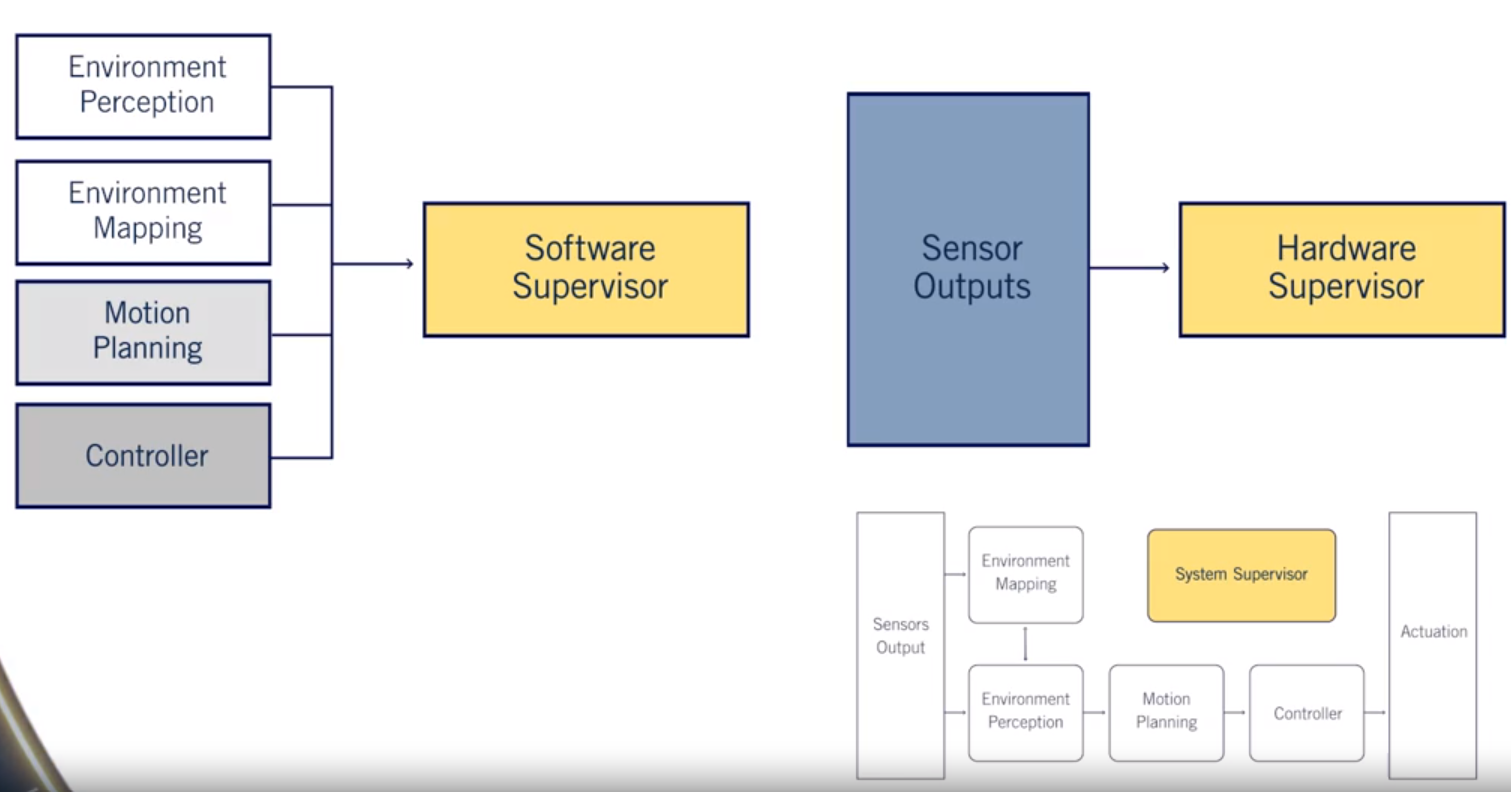 Environment
Perception
Environment
Mapping
Motion
Planning
Controller
Software
Supervisor
Sensor
Outputs
Hardware
Supervisor
Sensors
Output
Environment
Mapping
System Supervisor
Environment
Perception
Motion
Planning
Controller
Actuation